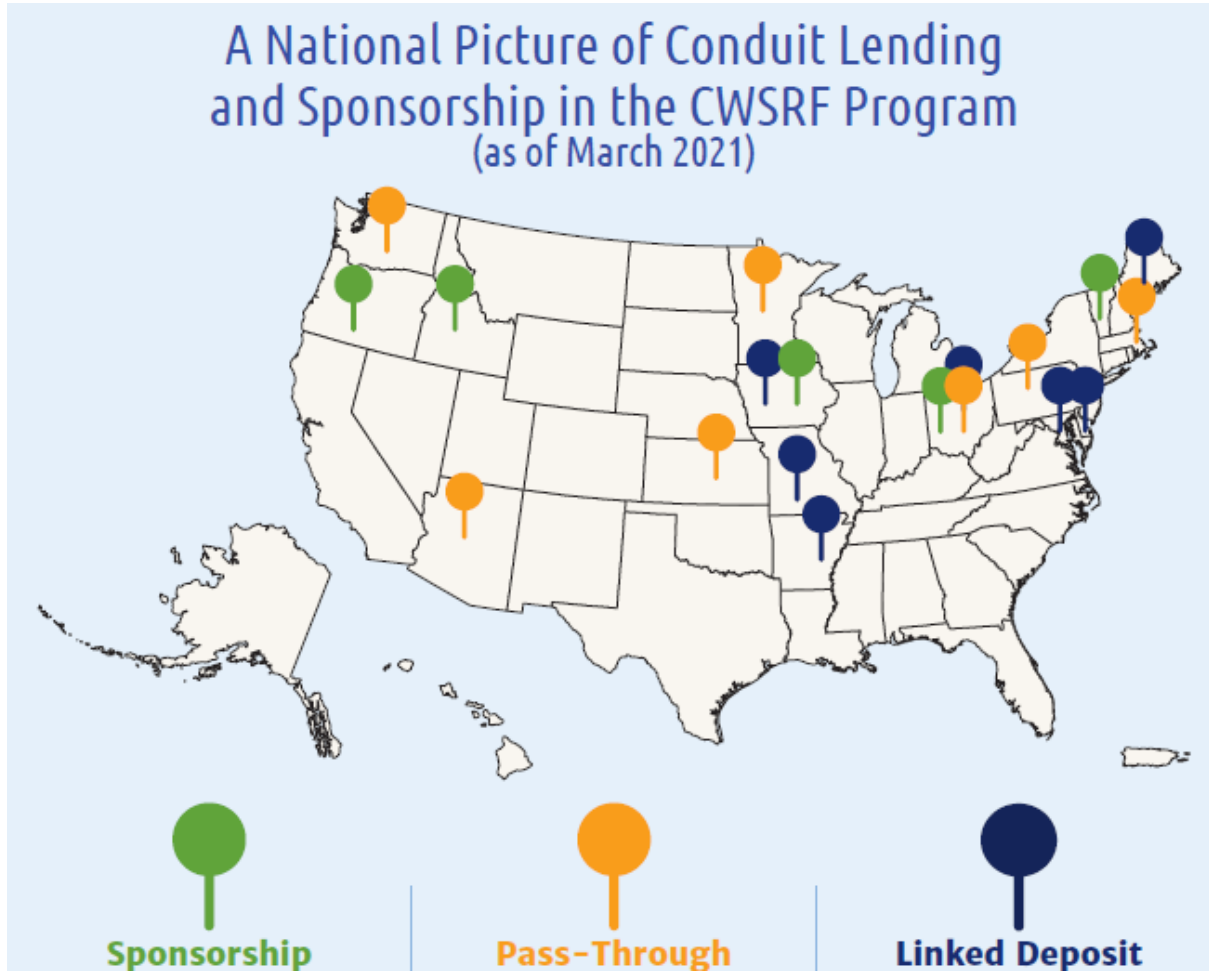 A National Picture of Conduit Lending
and Sponsorship in the CWSRF Program
(as of March 2021)
Sponsorship
Pass-Through
Linked Deposit